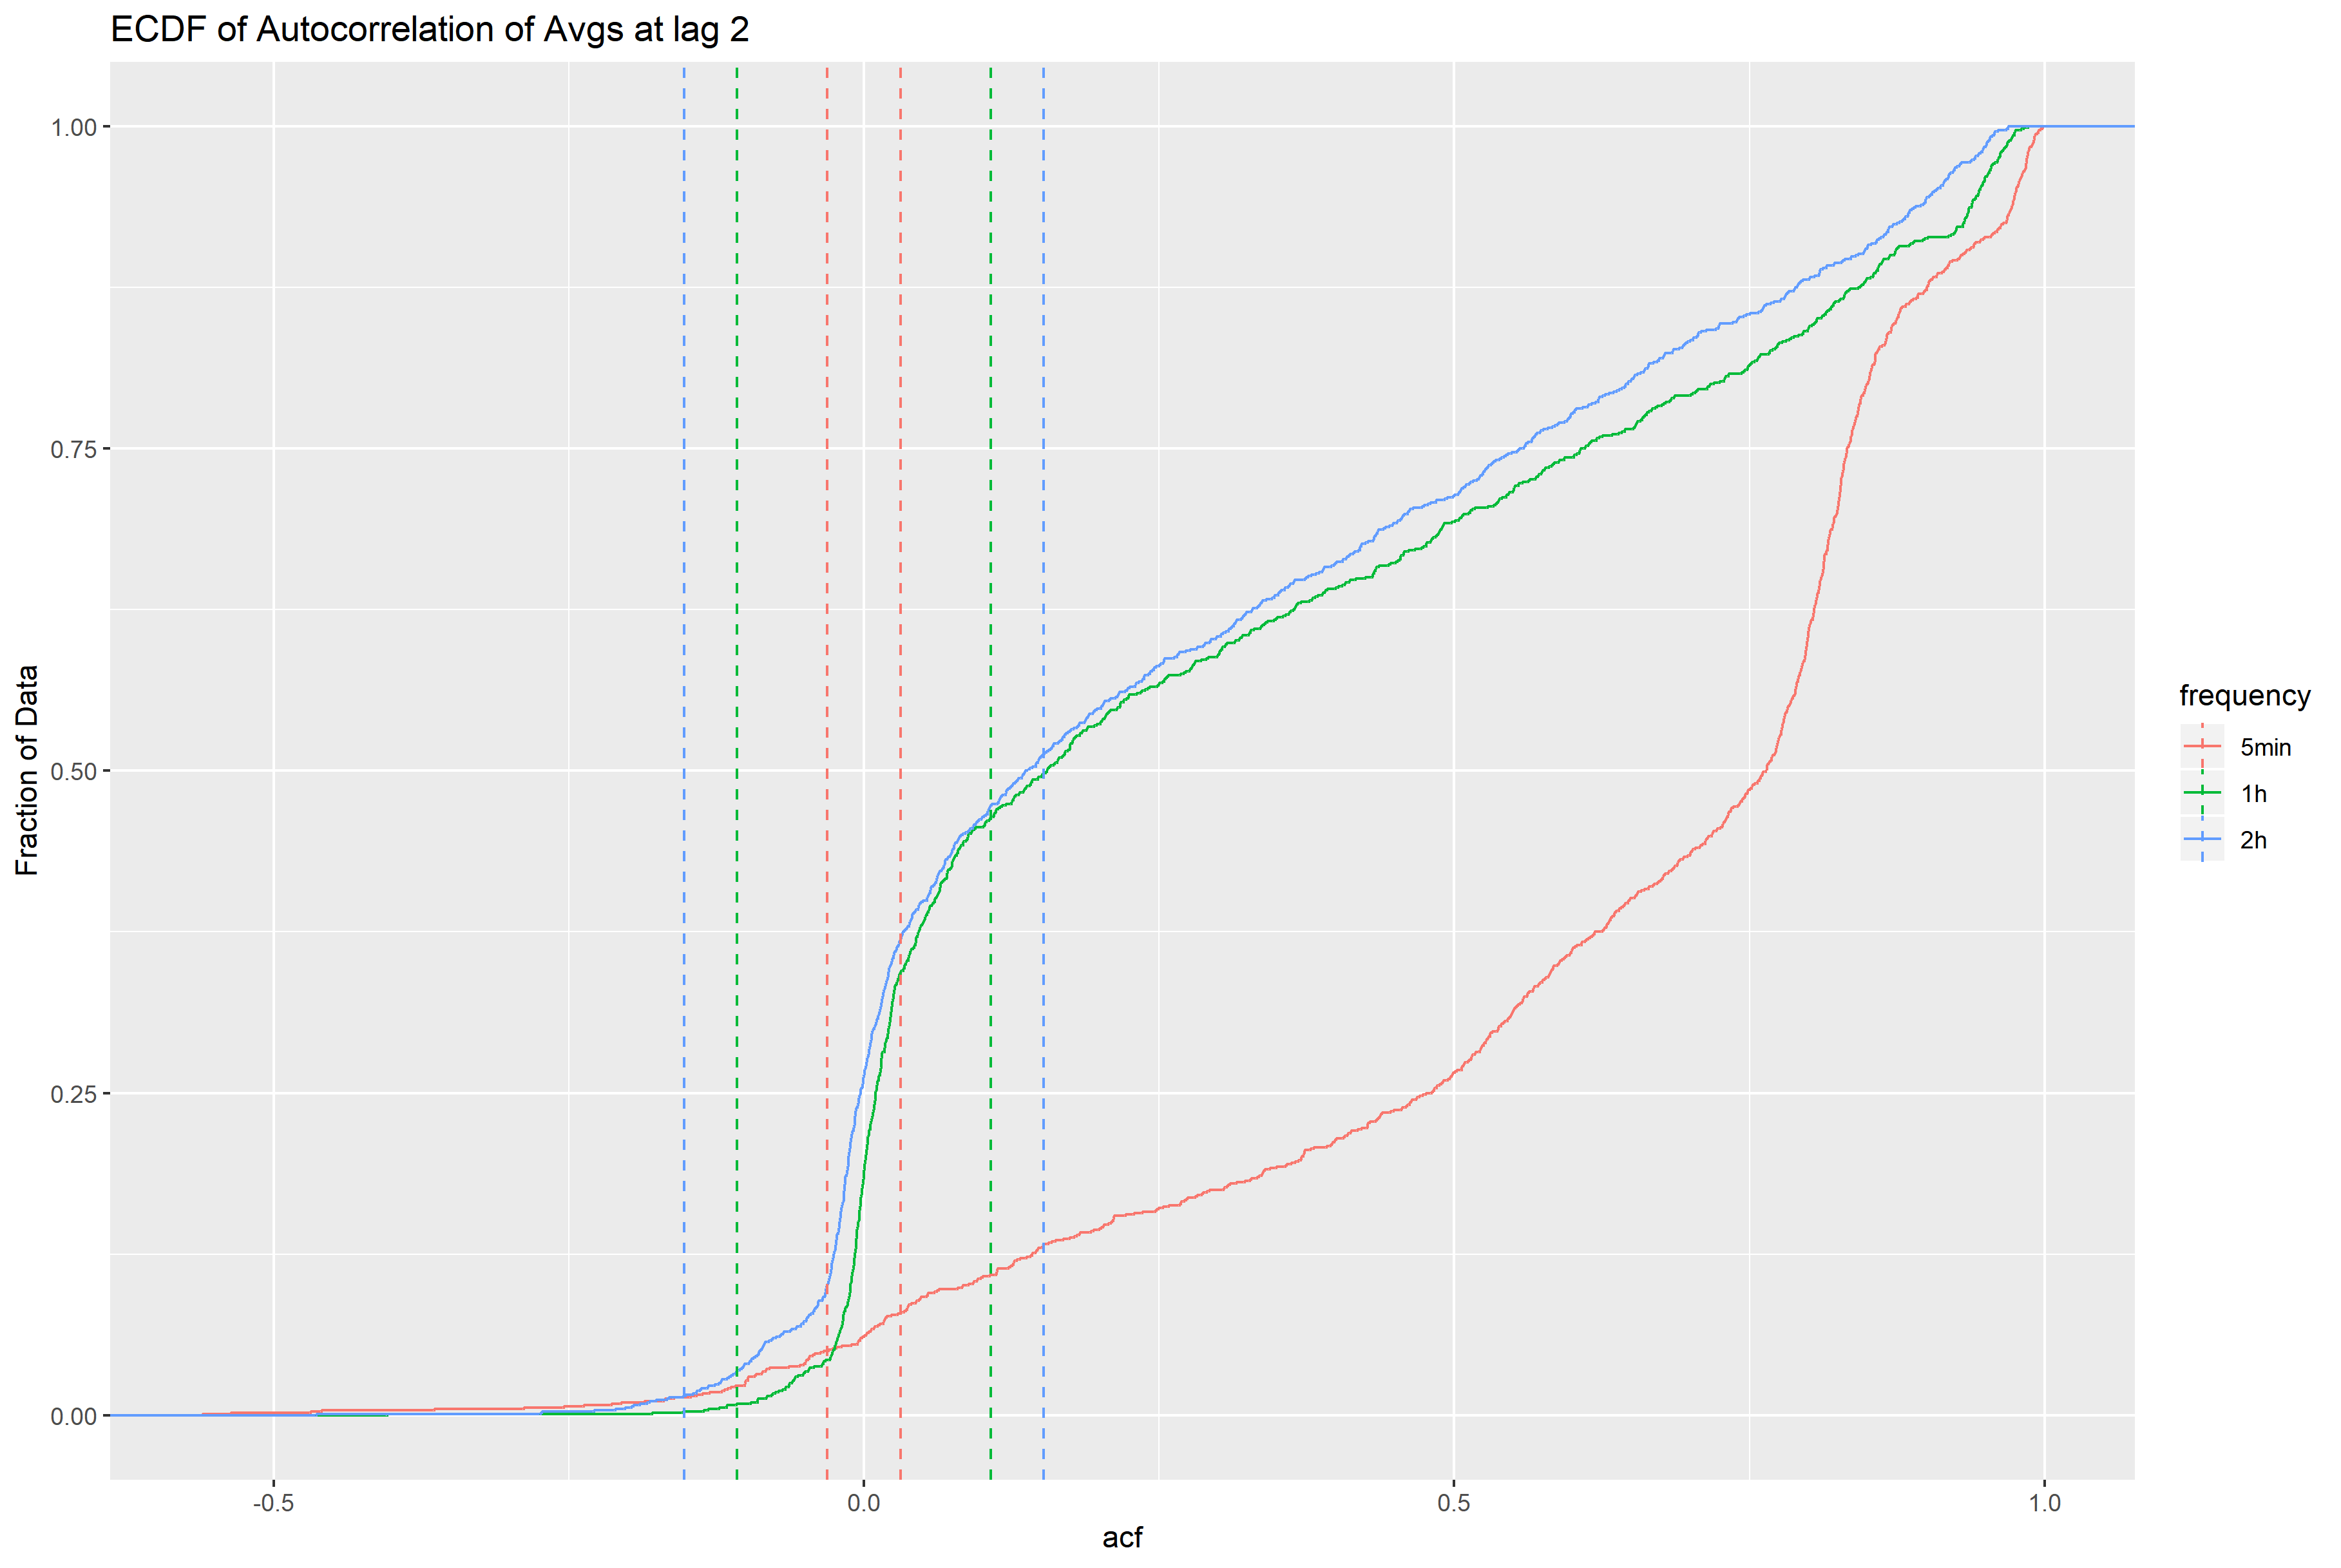 ECDF of Autocorrelation of Avgs at lag 2
1.00
0.75
0.50
0.25
0.00
Fraction of Data
-0.5
0.0
0.5
1.0
acf
frequency
5min
1h
2h